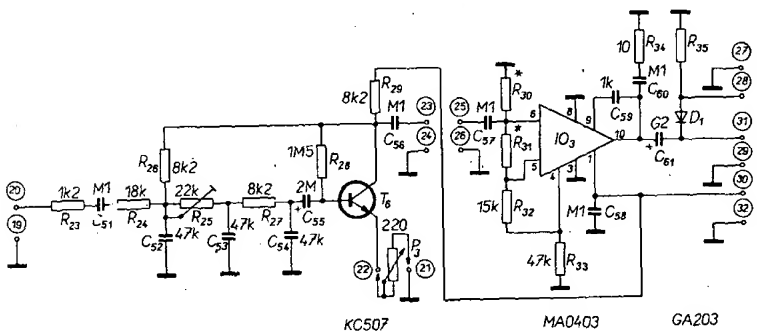 10
R34
R35
27
28
8k2
R29
*
R30
1k
M1
C60
C59
M1
23
25
M1
D1
1M5
C56
24
26
C57
*
R31
6
8
9
IO3
10
G2
C61
31
R26
8k2
R28
5
4
3
7
1
29
20
1k2
M1
18k
22k
8k2
2M
T6
15k
R32
M1
C58
30
19
R23
C51
R24
R25
R27
C55
220
32
C52
47k
47k
C53
C54
47k
P3
22
21
47k
R33
KC507
MA0403
GA203